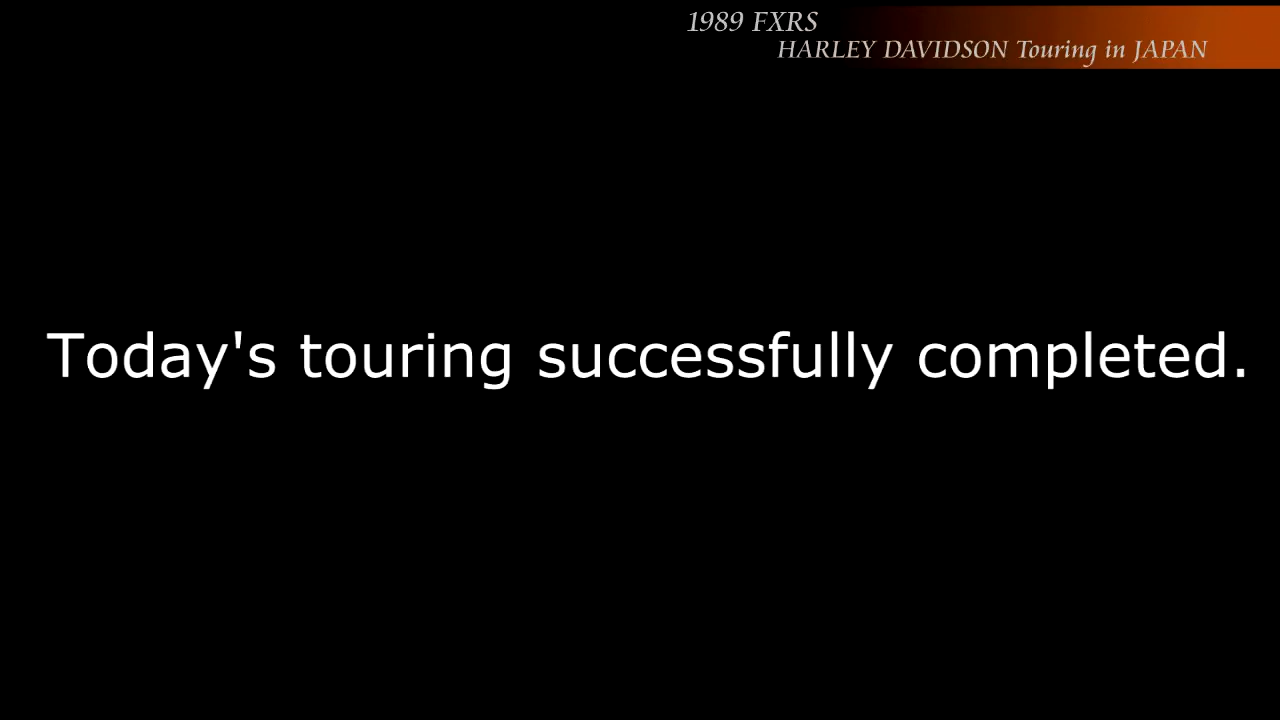 1989 FXRS
HARLEY DAVIDSON Touring in JAPAN
Today's touring successfully completed.